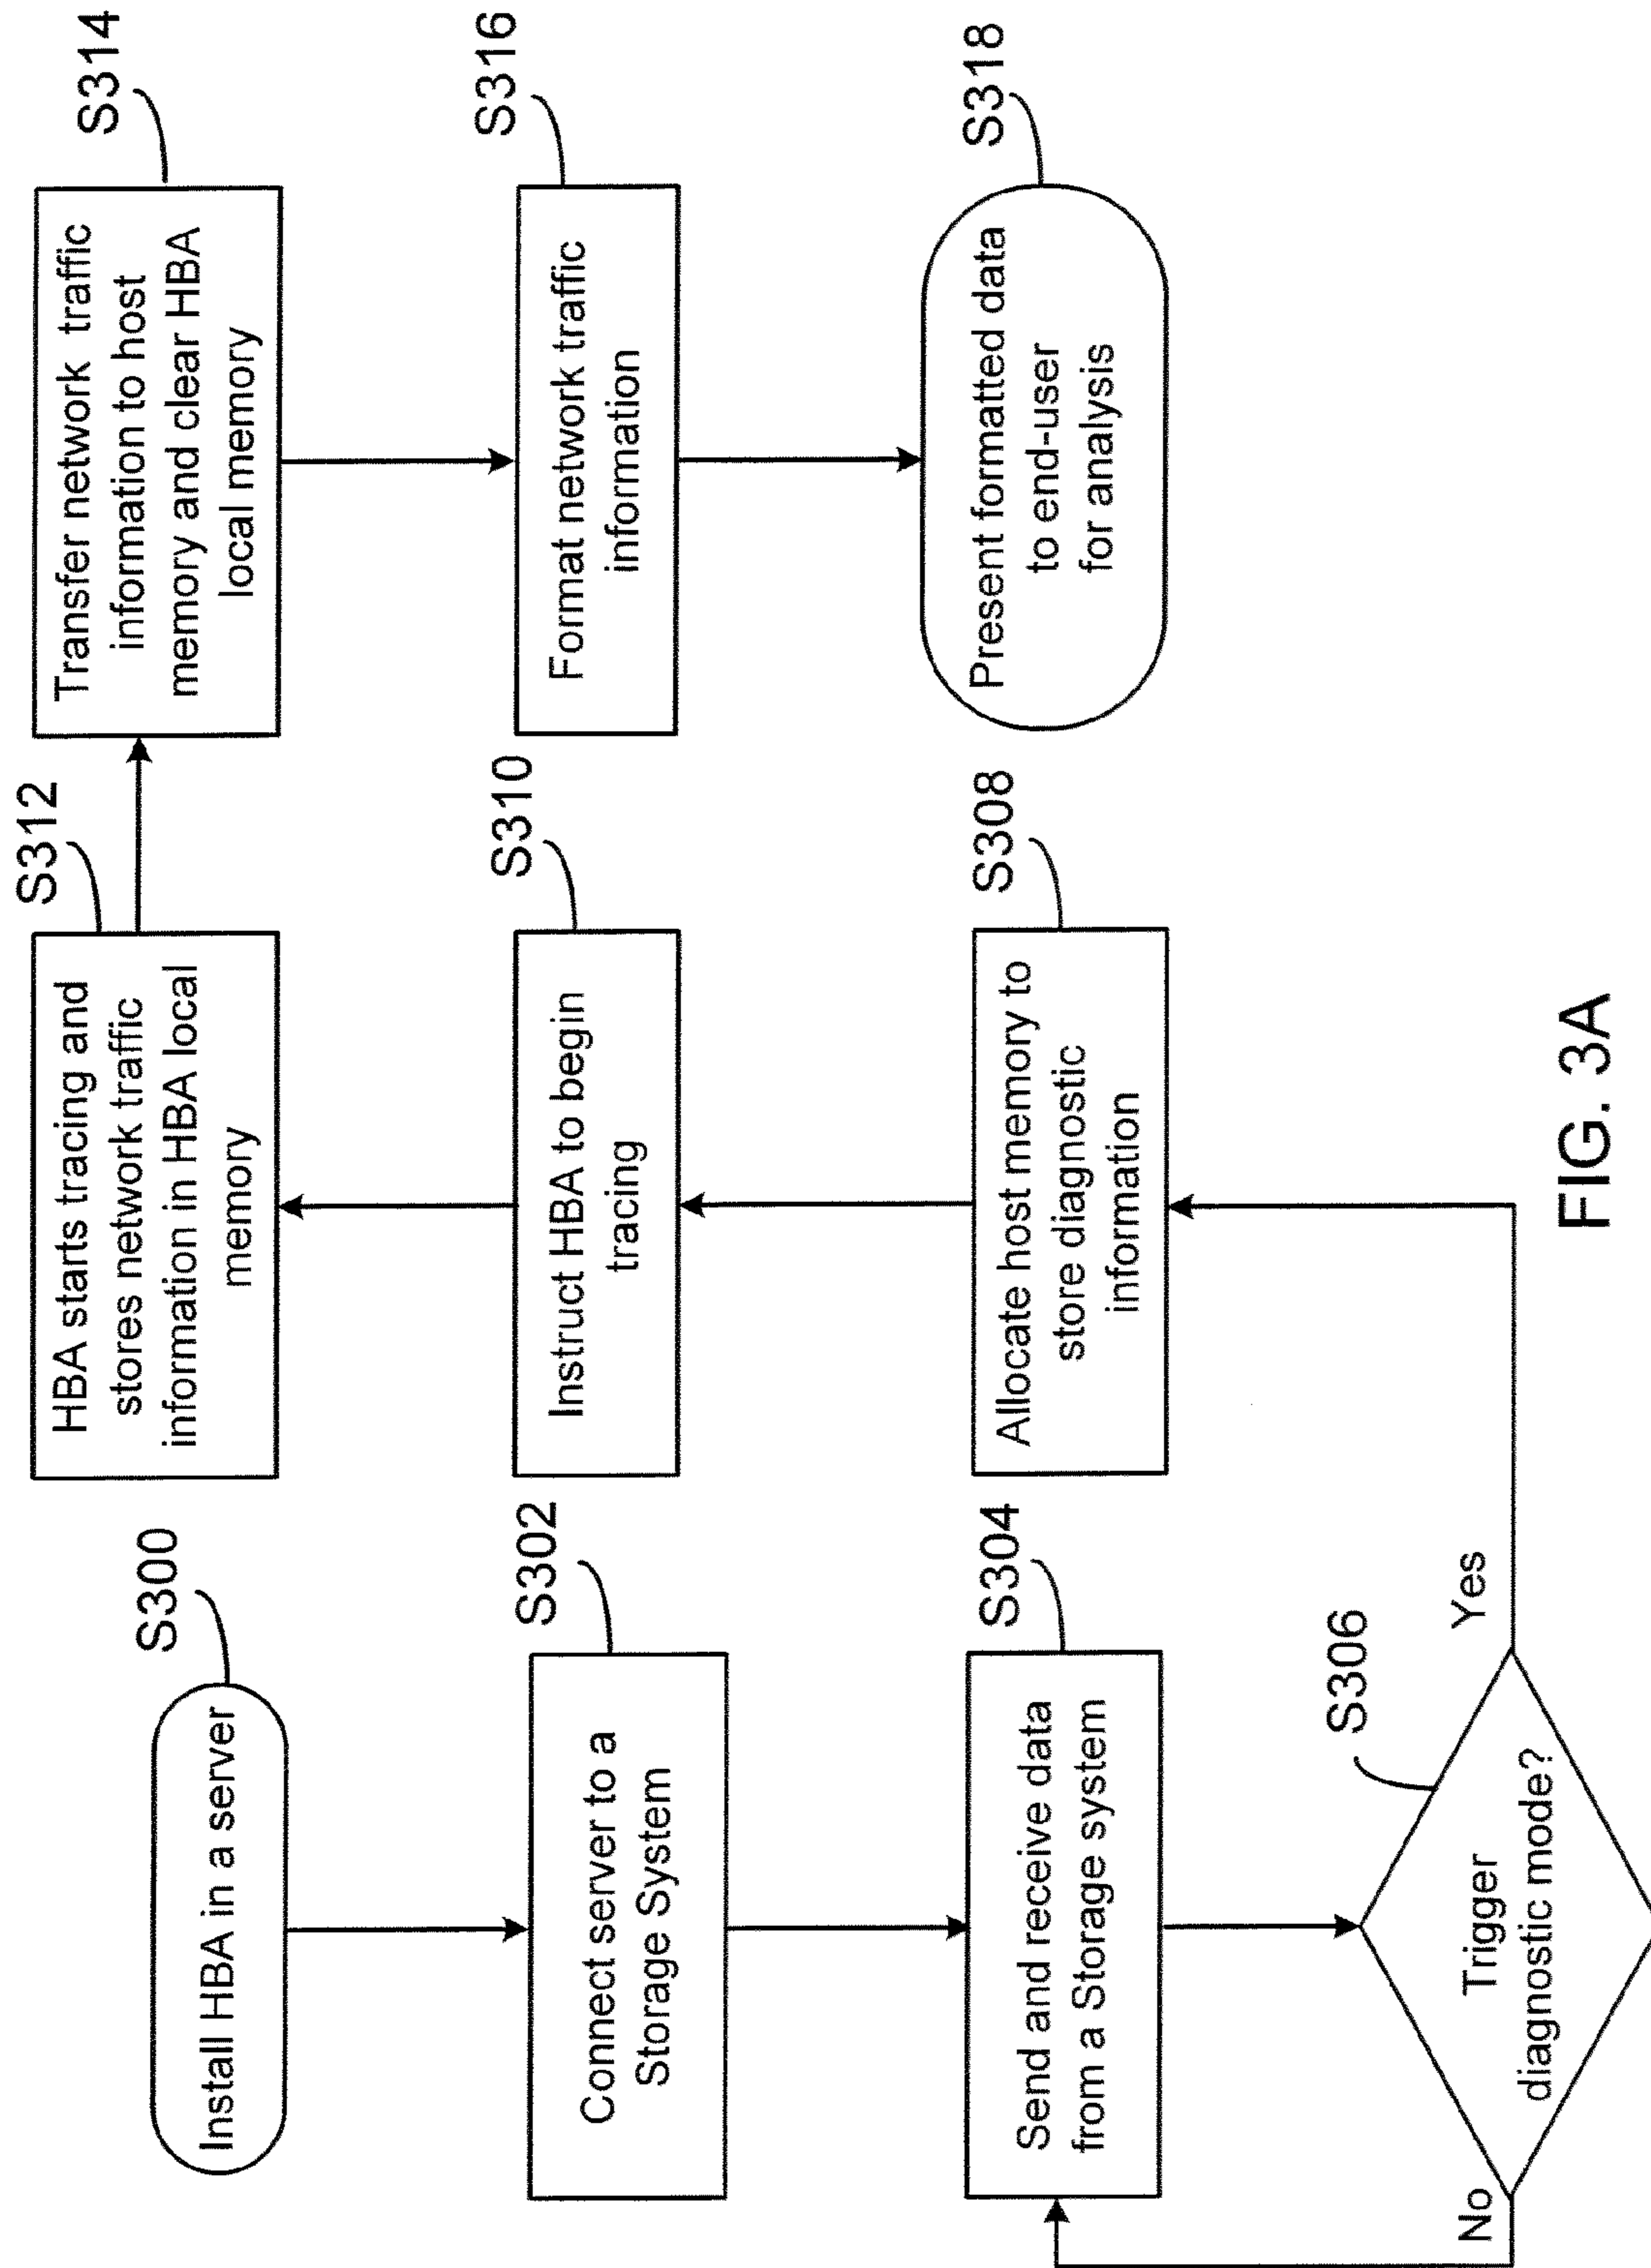 S300
Install HBA in a server
S302
Connect server to a
Storage System
S304
Send and receive data
from a Storage system
S306
Trigger
diagnostic mode?
No
Yes
S308
Allocate host memory to
store diagnostic
information
S310
Instruct HBA to begin
tracing
S312
HBA starts tracing and
stores network traffic
information in HBA local
memory
S314
Transfer network traffic
information to host
memory and clear HBA
local memory
S316
Format network traffic
information
S318
Present formatted data
to end-user
for analysis
FIG. 3A